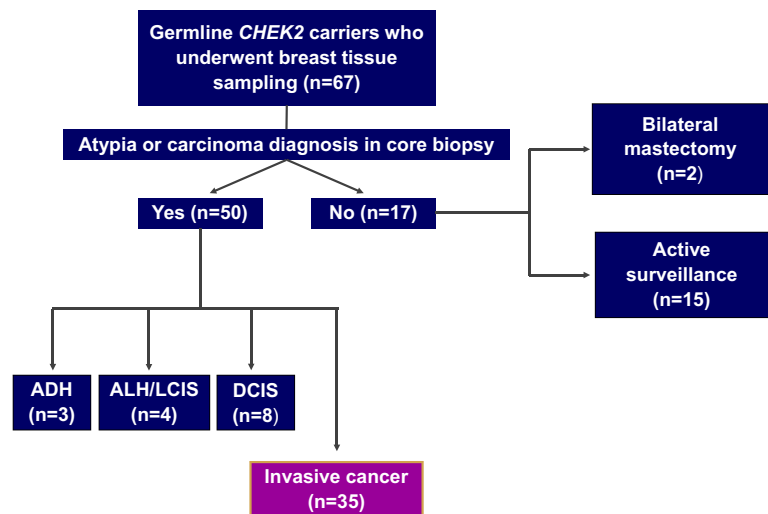 Germline CHEK2 carriers who
underwent breast tissue
sampling (n=67)
Atypia or carcinoma diagnosis in core biopsy
Yes (n=50)
No (n=17)
Bilateral
mastectomy
(n=2)
Active
surveillance
(n=15)
ADH
(n=3)
ALH/LCIS
(n=4)
DCIS
(n=8)
Invasive cancer
(n=35)